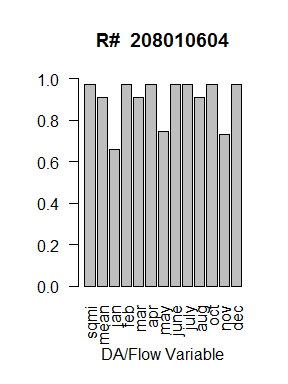 R# 208010604
1.0
0.8
0.6
0.4
0.2
0.0
sqmi
mean
jan
feb
mar
apr
may
june
july
aug
oct
nov
dec
DA/Flow Variable